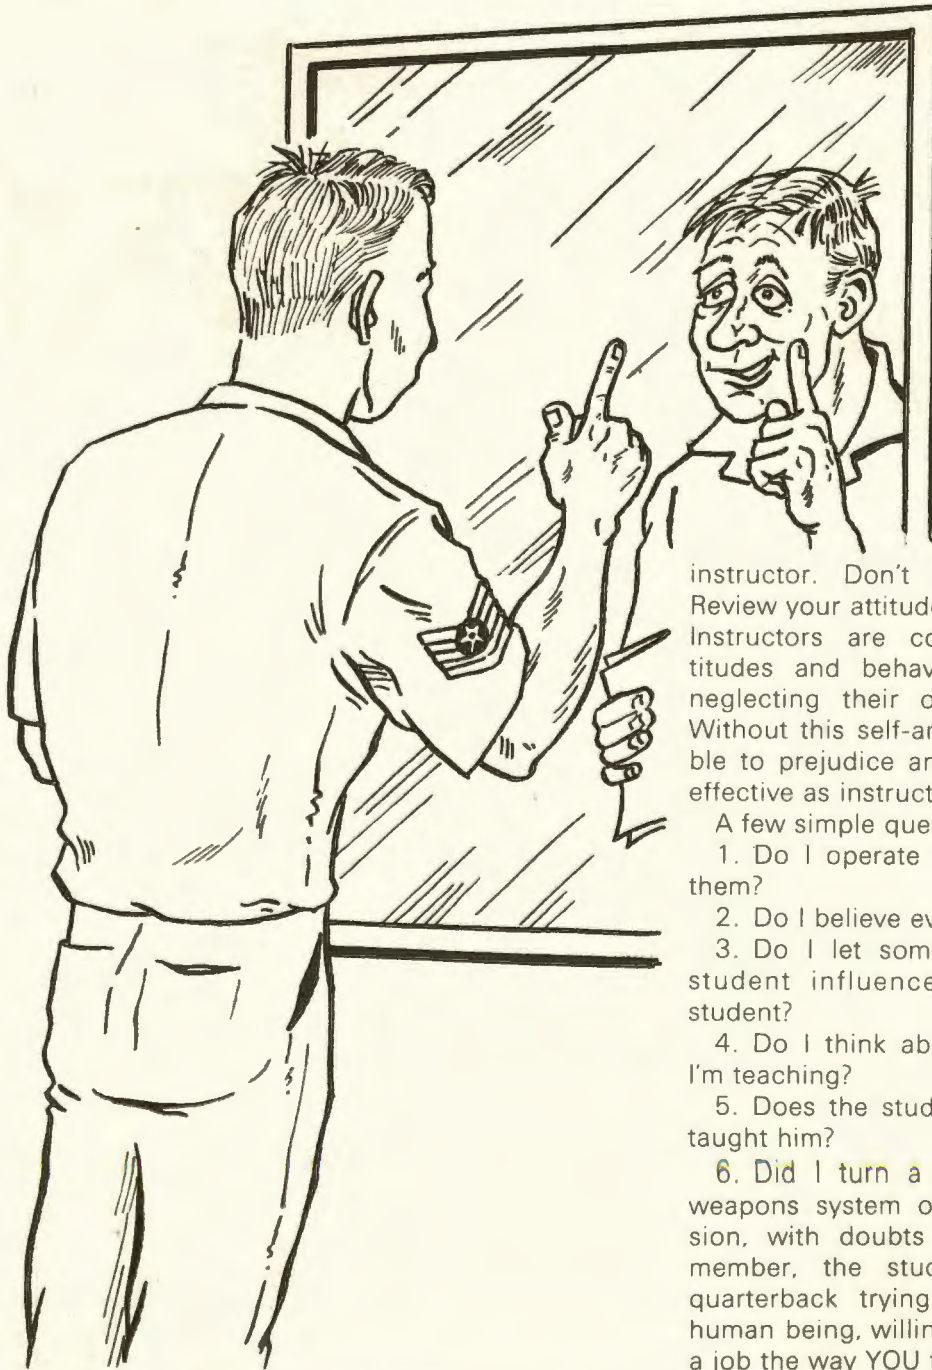 instructor. Don't
Review your attitude
Instructors are co
titudes and behav
neglecting their o
Without this self-an
ble to prejudice an
effective as instruct
A few simple que
1. Do I operate
them?
2. Do I believe ev
3. Do I let som
student influence
student?
4. Do I think ab
I'm teaching?
5. Does the stud
taught him?
6. Did I turn a
weapons system o
sion, with doubts
member, the stud
quarterback trying
human being, willin
a job the way YOU